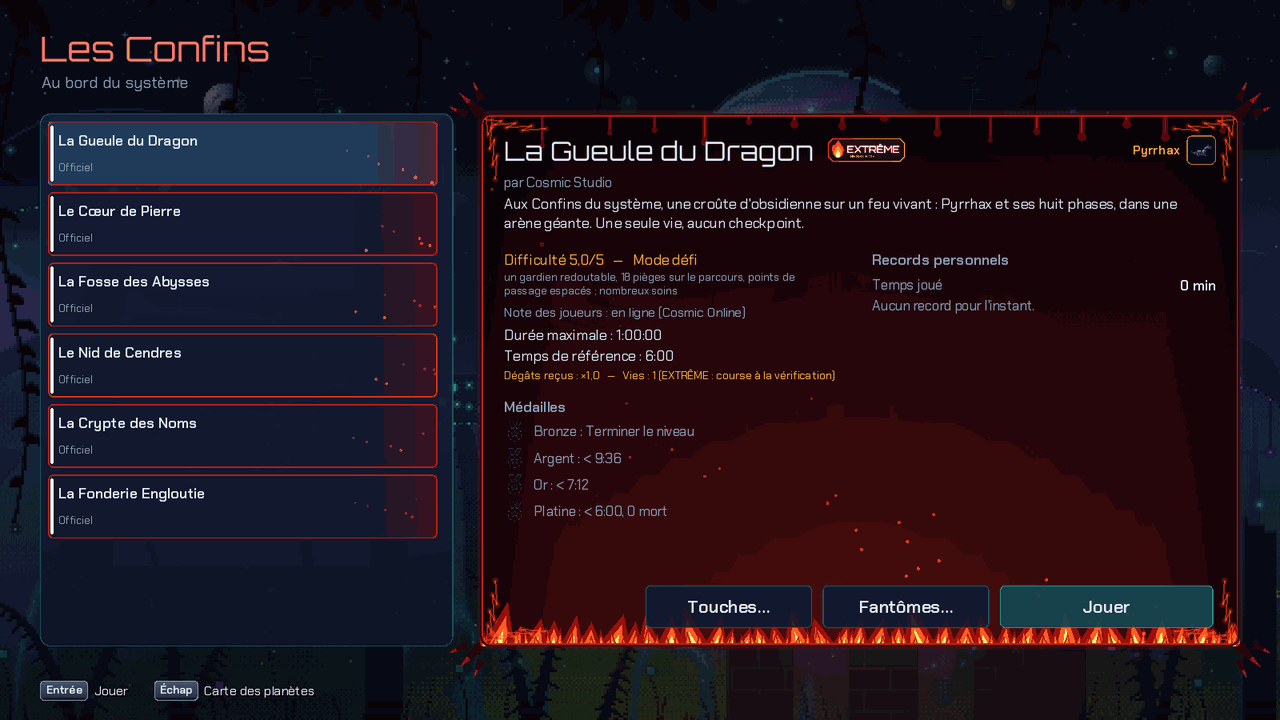 Les Confins
Au bord du système
La Gueule du Dragon
Officiel
Le Cœur de Pierre
Officiel
La Fosse des Abysses
Officiel
Le Nid de Cendres
Officiel
La Crypte des Noms
Officiel
La Fonderie Engloutie
Officiel
La Gueule du Dragon
EXTRÊME
Pyrrhax
par Cosmic Studio
Aux Confins du système, une croûte d'obsidienne sur un feu vivant : Pyrrhax et ses huit phases, dans une
arène géante. Une seule vie, aucun checkpoint.
Difficulté 5,0/5 — Mode défi
un gardien redoutable, 18 pièges sur le parcours, points de
passage espacés ; nombreux soins
Note des joueurs : en ligne (Cosmic Online)
Durée maximale : 1:00:00
Temps de référence : 6:00
Dégâts reçus : ×1,0 — Vies : 1 (EXTRÊME : course à la vérification)
Records personnels
Temps joué 0 min
Aucun record pour l'instant.
Médailles
Bronze : Terminer le niveau
Argent : < 9:36
Or : < 7:12
Platine : < 6:00, 0 mort
Touches...
Fantômes...
Jouer
Entrée Jouer
Échap Carte des planètes